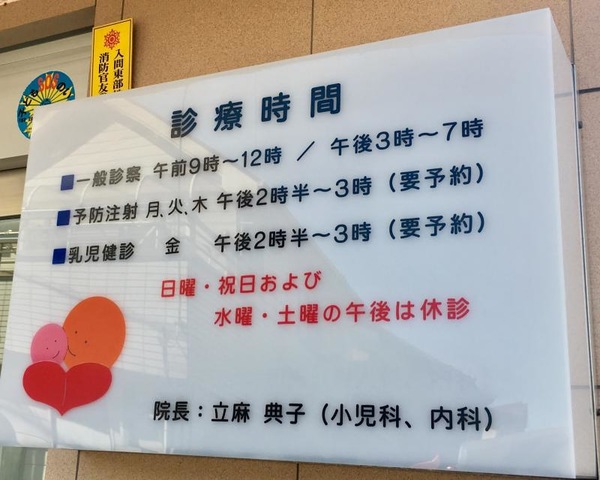 入間東部
消防官友会
SOS
診療時間
■一般診察 午前9時～12時 / 午後3時～7時
■予防注射 月、火、木 午後2時半～3時（要予約）
■乳児健診 金 午後2時半～3時（要予約）
日曜・祝日および
水曜・土曜の午後は休診
院長：立麻 典子（小児科、内科）